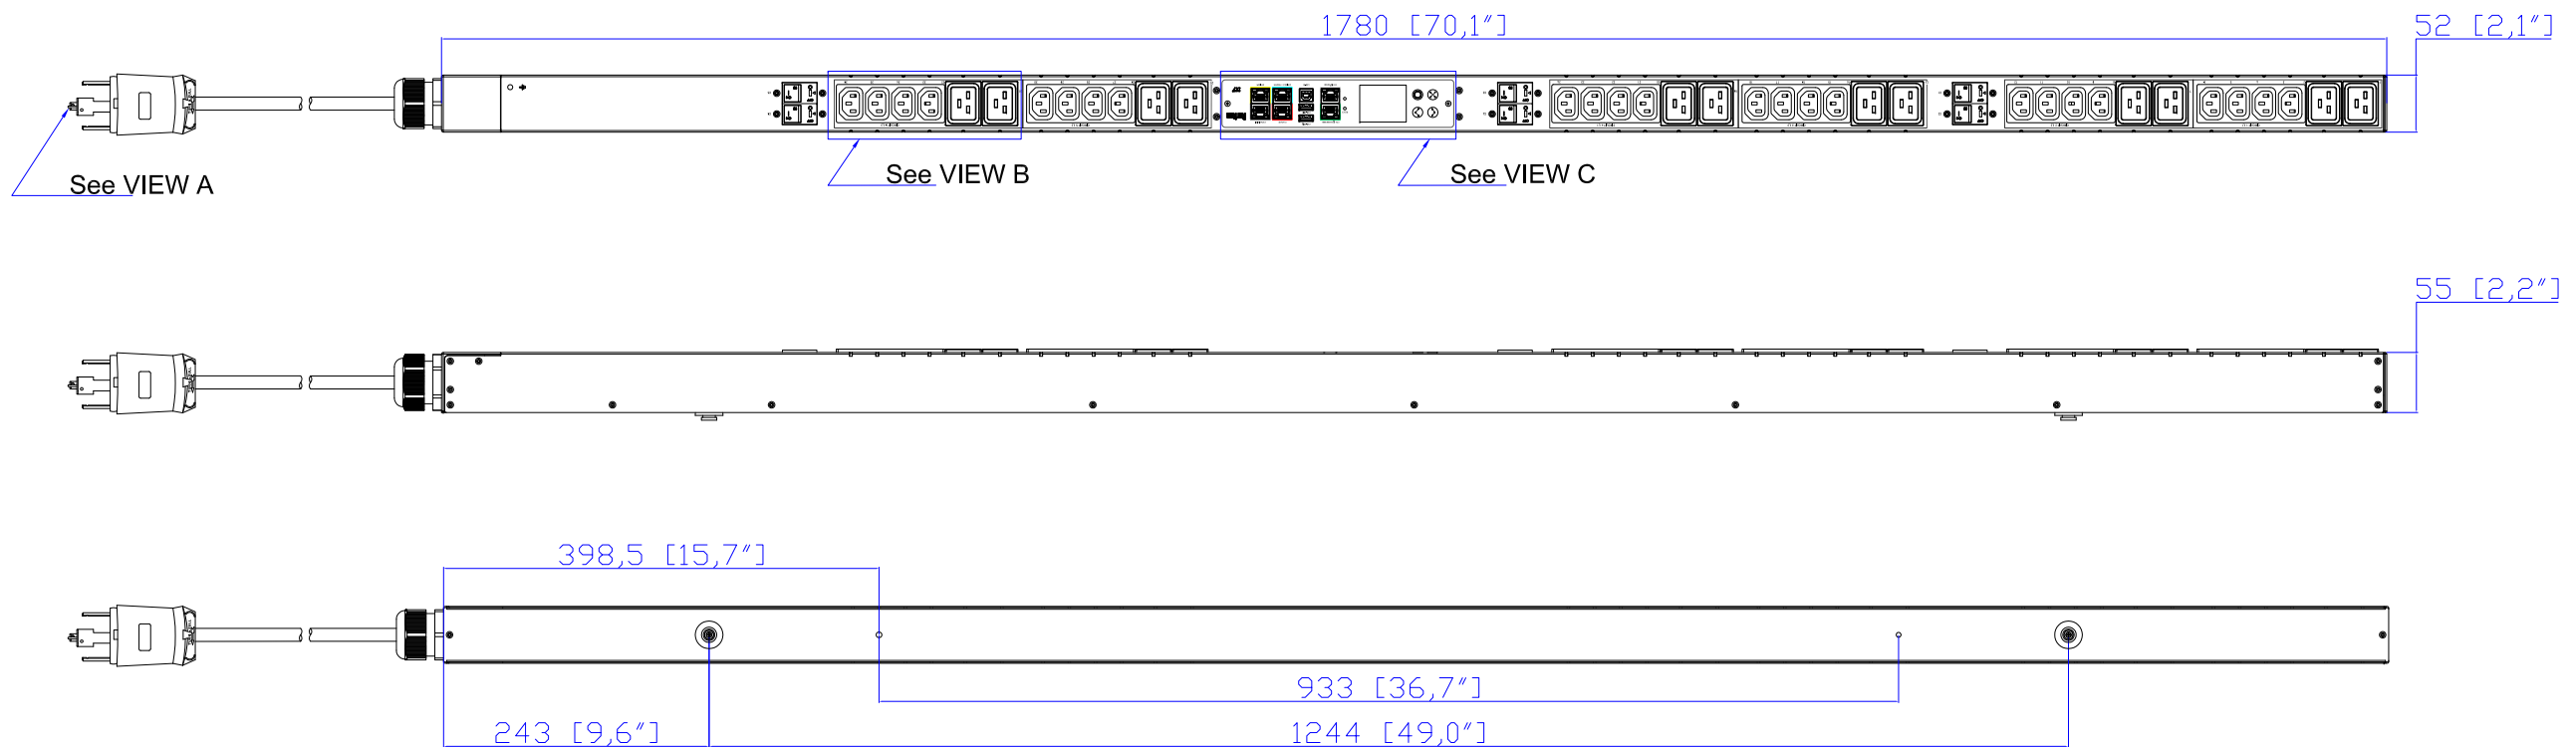 1780 [70,1"]
52 [2,1"]
See VIEW A
See VIEW B
See VIEW C
55 [2,2"]
398,5 [15,7"]
933 [36,7"]
243 [9,6"]
1244 [49,0"]